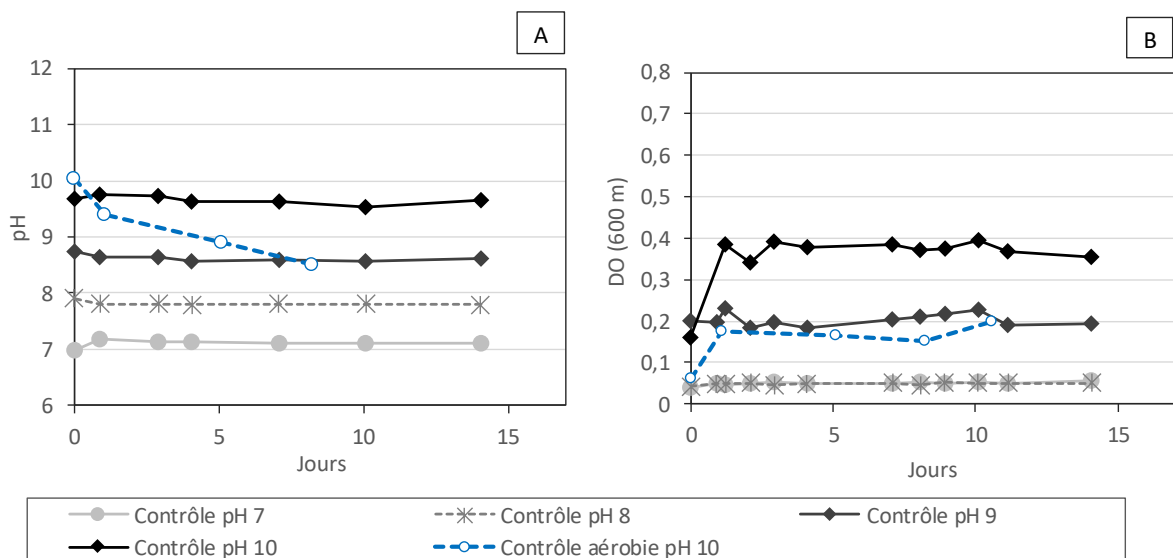 A
12
11
10
9
8
7
6
pH
0
5
10
15
Jours
B
0,8
0,7
0,6
0,5
0,4
0,3
0,2
0,1
0
DO (600 m)
0
5
10
15
Jours
Contrôle pH 7
Contrôle pH 8
Contrôle pH 9
Contrôle pH 10
Contrôle aérobie pH 10